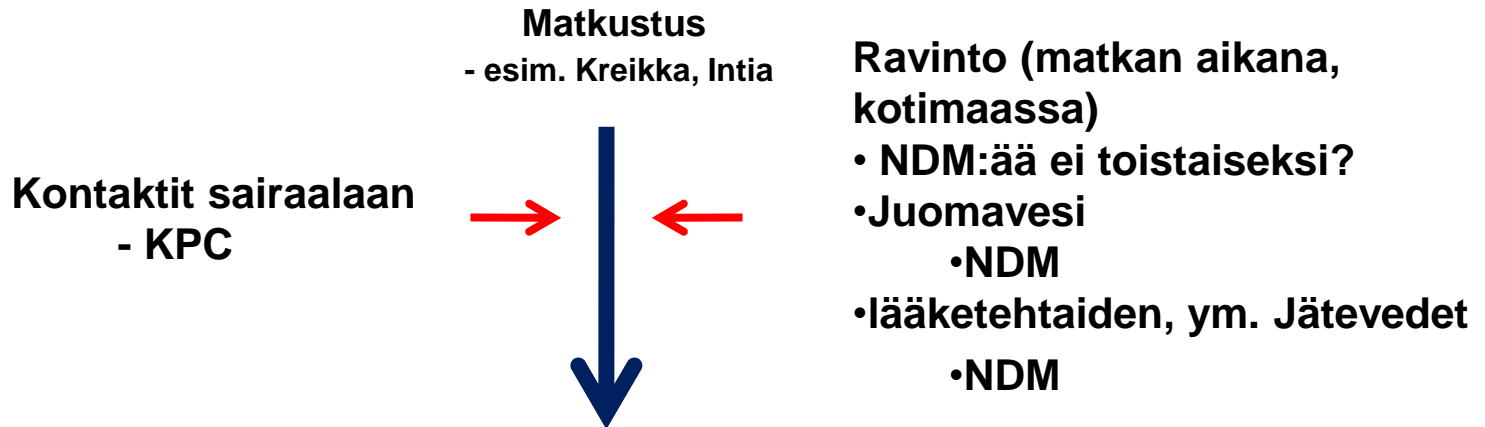 Matkustus
- esim. Kreikka, Intia
Kontaktit sairaalaan
- KPC
Ravinto (matkan aikana,
kotimaassa)
• NDM:ää ei toistaiseksi?
•Juomavesi
•NDM
•lääketehtaiden, ym. Jätevedet
•NDM